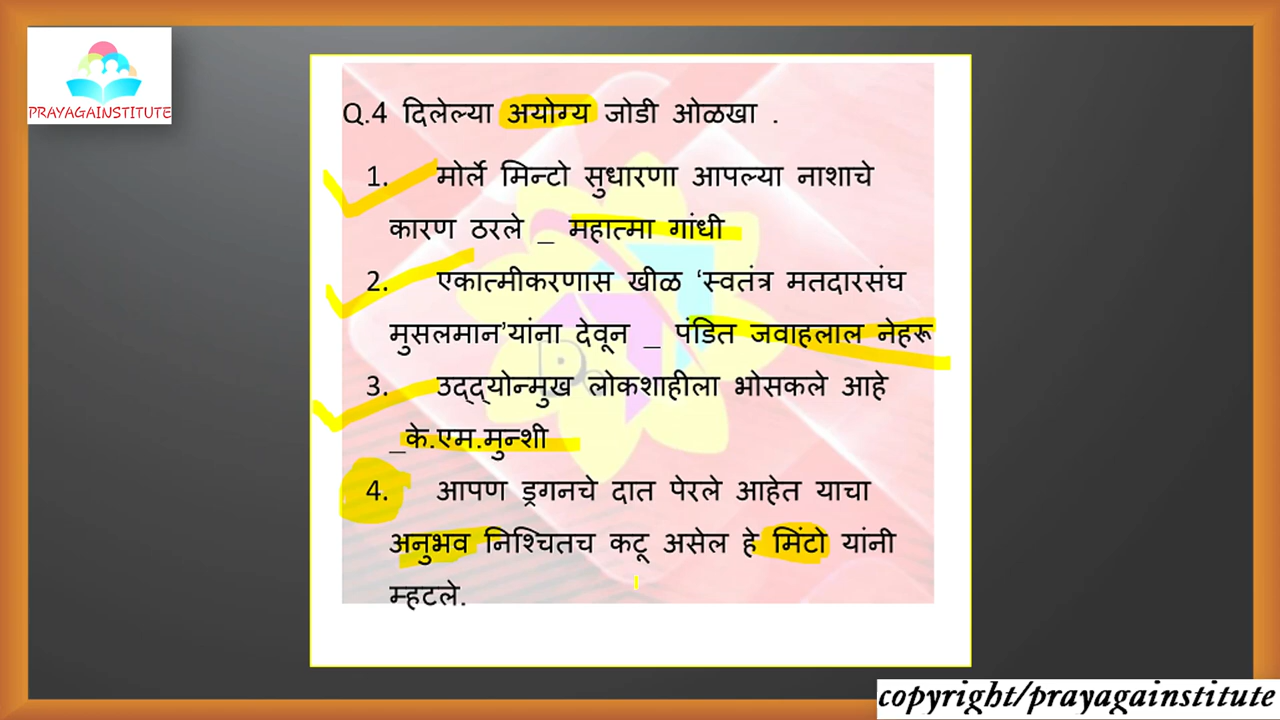 PRAYAGAINSTITUTE
Q.4 दिलेल्या अयोग्य जोडी ओळखा .
1. मोर्ले मिन्टो सुधारणा आपल्या नाशाचे
कारण ठरले _ महात्मा गांधी
2. एकात्मीकरणास खीळ ‘स्वतंत्र मतदारसंघ
मुसलमान’यांना देवून _ पंडित जवाहलाल नेहरू
3. उद्द्योन्मुख लोकशाहीला भोसकले आहे
_के.एम.मुन्शी
4. आपण ड्रगनचे दात पेरले आहेत याचा
अनुभव निश्चितच कटू असेल हे मिंटो यांनी
म्हटले.
copyright/prayagainstitute